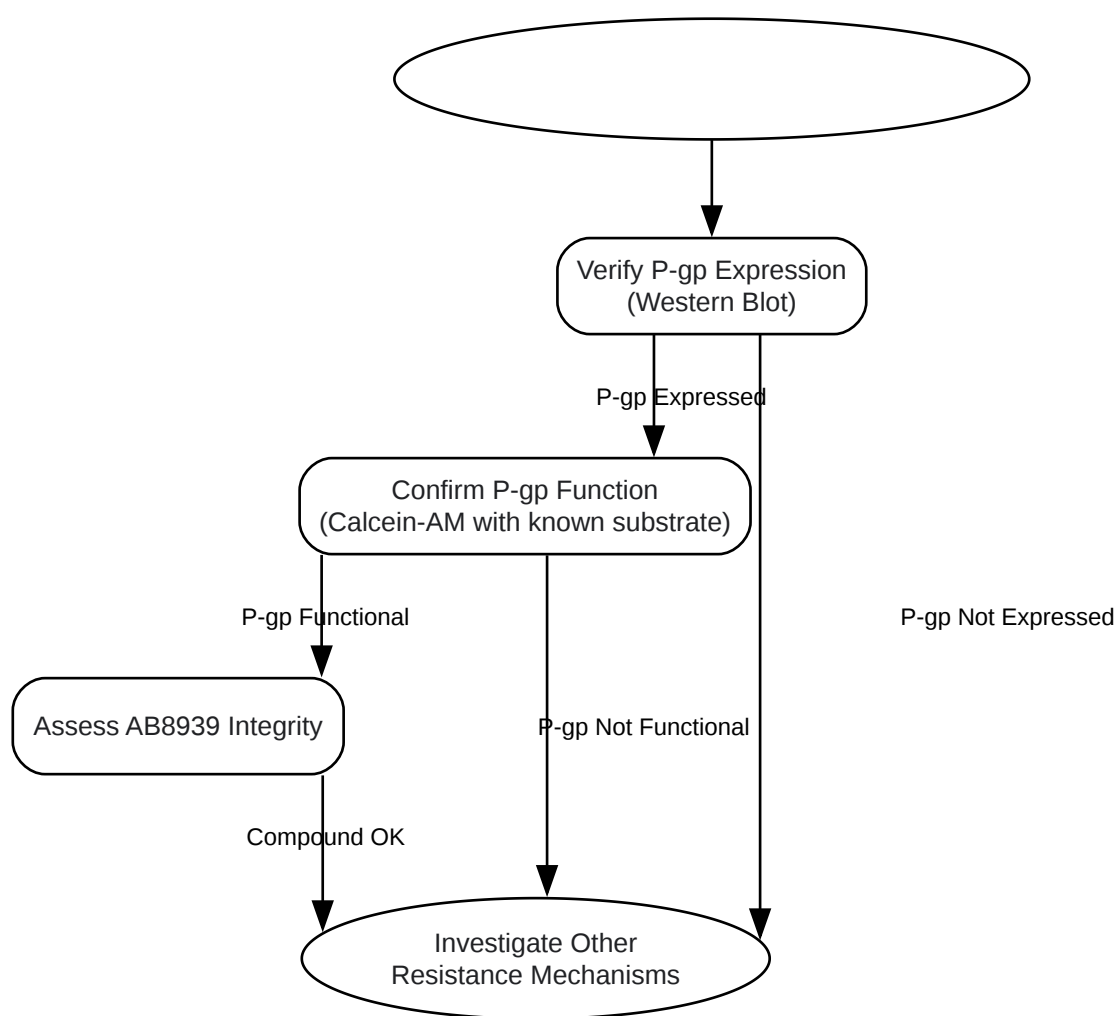 Verify P-gp Expression
(Western Blot)
P-gp Expressed
Confirm P-gp Function
(Calcein-AM with known substrate)
P-gp Functional
P-gp Not Expressed
Assess AB8939 Integrity
P-gp Not Functional
Compound OK
Investigate Other
Resistance Mechanisms